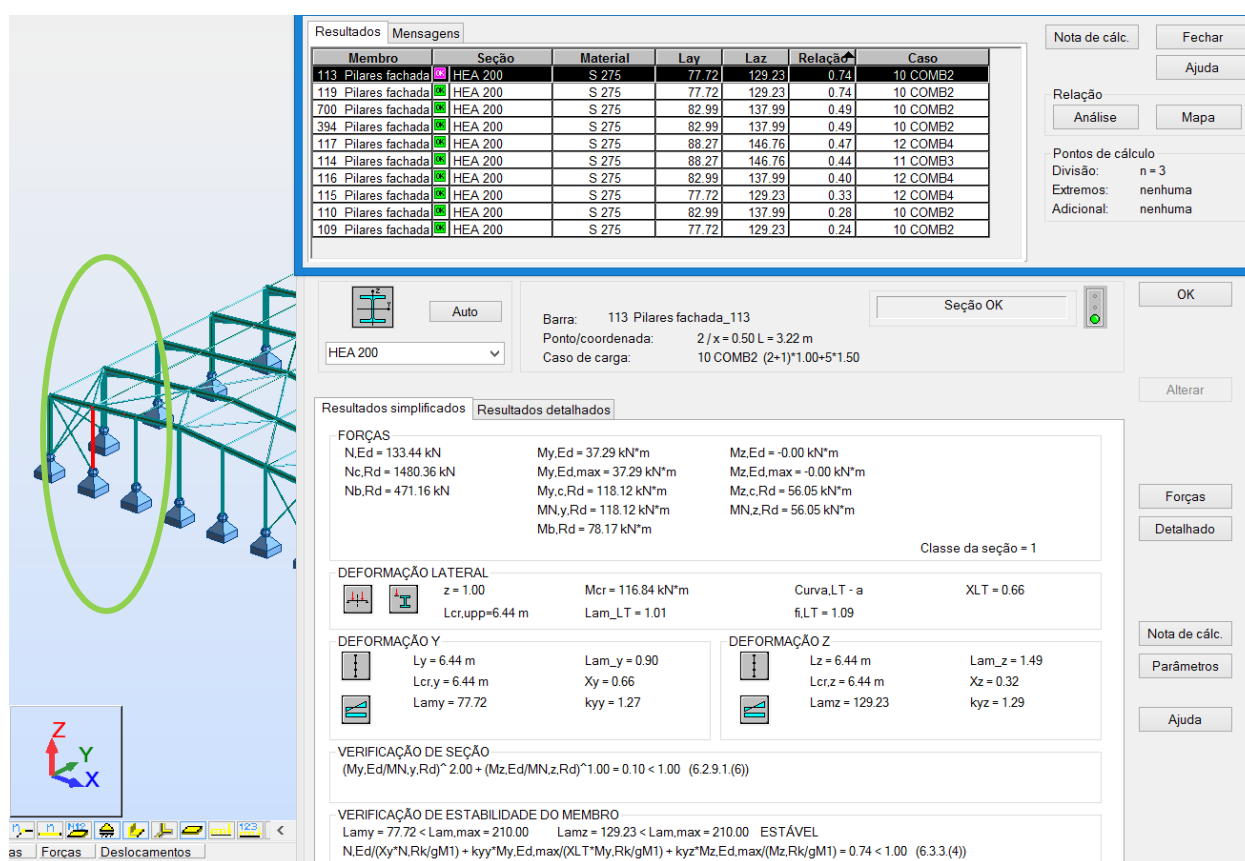 Resultados Mensagens
Membro Seção Material Lay Laz Relação Caso
113 Pilares fachada OK HEA 200 S 275 77.72 129.23 0.74 10 COMB2
119 Pilares fachada OK HEA 200 S 275 77.72 129.23 0.74 10 COMB2
700 Pilares fachada OK HEA 200 S 275 82.99 137.99 0.49 10 COMB2
394 Pilares fachada OK HEA 200 S 275 82.99 137.99 0.49 10 COMB2
117 Pilares fachada OK HEA 200 S 275 88.27 146.76 0.47 12 COMB4
114 Pilares fachada OK HEA 200 S 275 88.27 146.76 0.44 11 COMB3
116 Pilares fachada OK HEA 200 S 275 82.99 137.99 0.40 12 COMB4
115 Pilares fachada OK HEA 200 S 275 77.72 129.23 0.33 12 COMB4
110 Pilares fachada OK HEA 200 S 275 82.99 137.99 0.28 10 COMB2
109 Pilares fachada OK HEA 200 S 275 77.72 129.23 0.24 10 COMB2
Nota de cálc. Fechar
Ajuda
Relação
Análise Mapa
Pontos de cálculo
Divisão: n = 3
Extremos: nenhuma
Adicional: nenhuma
Auto
HEA 200
Barra: 113 Pilares fachada_113
Ponto/coordenada: 2 / x = 0.50 L = 3.22 m
Caso de carga: 10 COMB2 (2+1)*1.00+5*1.50
Seção OK
OK
Alterar
Resultados simplificados Resultados detalhados
FORÇAS
N,Ed = 133.44 kN My,Ed = 37.29 kN*m Mz,Ed = -0.00 kN*m
Nc,Rd = 1480.36 kN My,Ed,max = 37.29 kN*m Mz,Ed,max = -0.00 kN*m
Nb,Rd = 471.16 kN My,c,Rd = 118.12 kN*m Mz,c,Rd = 56.05 kN*m
MN,y,Rd = 118.12 kN*m MN,z,Rd = 56.05 kN*m
Mb,Rd = 78.17 kN*m
Classe da seção = 1
Forças
Detalhado
DEFORMAÇÃO LATERAL
z = 1.00 Mcr = 116.84 kN*m Curva,LT - a XLT = 0.66
Lcr,upp=6.44 m Lam_LT = 1.01 fi,LT = 1.09
DEFORMAÇÃO Y
Ly = 6.44 m Lam_y = 0.90
Lcr,y = 6.44 m Xy = 0.66
Lamy = 77.72 kyy = 1.27
DEFORMAÇÃO Z
Lz = 6.44 m Lam_z = 1.49
Lcr,z = 6.44 m Xz = 0.32
Lamz = 129.23 kyz = 1.29
Nota de cálc.
Parâmetros
Ajuda
VERIFICAÇÃO DE SEÇÃO
(My,Ed/MN,y,Rd)^ 2.00 + (Mz,Ed/MN,z,Rd)^1.00 = 0.10 < 1.00 (6.2.9.1.(6))
VERIFICAÇÃO DE ESTABILIDADE DO MEMBRO
Lamy = 77.72 < Lam,max = 210.00 Lamz = 129.23 < Lam,max = 210.00 ESTÁVEL
N,Ed/(Xy*N,Rk/gM1) + kyy*My,Ed,max/(XLT*My,Rk/gM1) + kyz*Mz,Ed,max/(Mz,Rk/gM1) = 0.74 < 1.00 (6.3.3.(4))
Z
Y
X
as Forças Deslocamentos